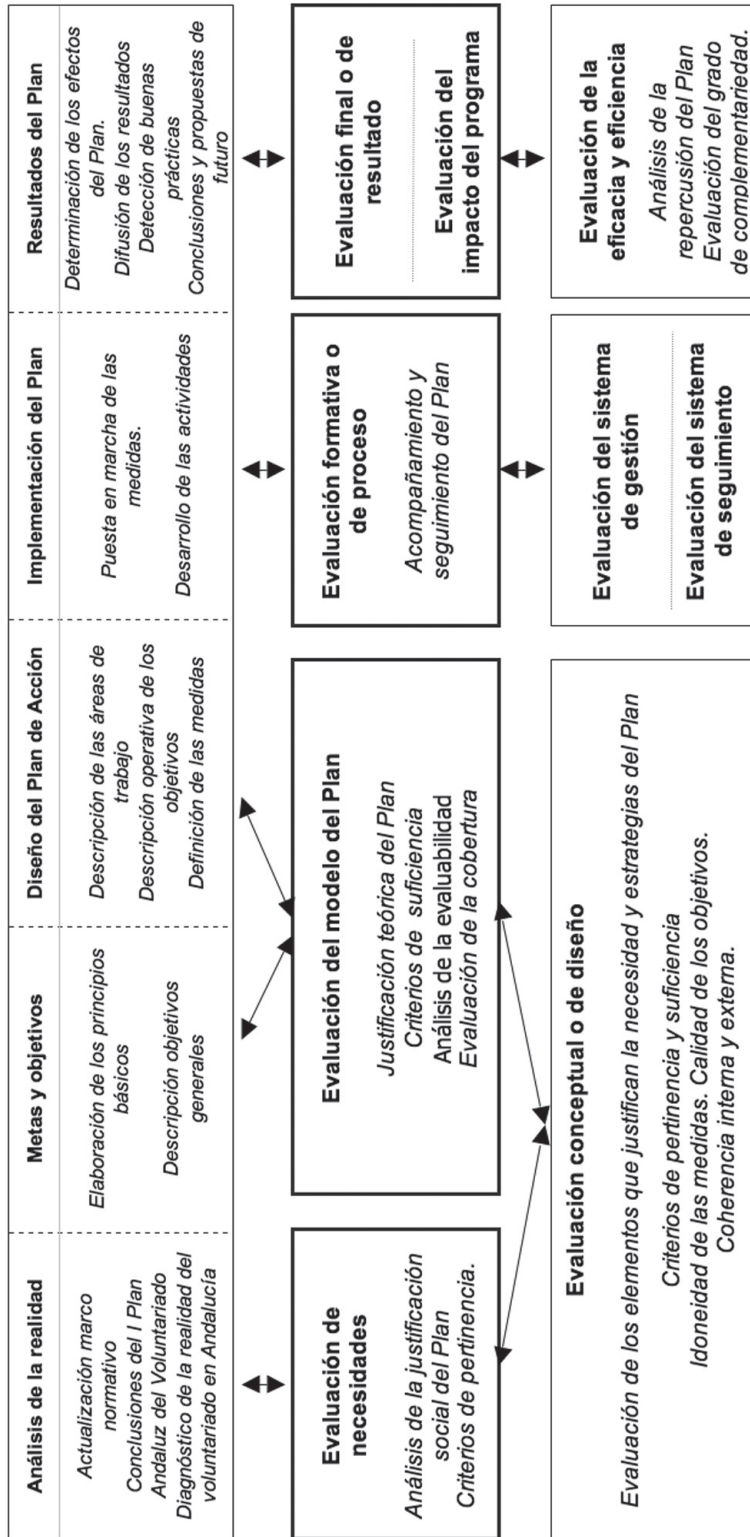 Análisis de la realidad
Actualización marco
normativo
Conclusiones del I Plan
Andaluz del Voluntariado
Diagnóstico de la realidad del
voluntariado en Andalucía
Metas y objetivos
Elaboración de los principios
básicos
Descripción objetivos
generales
Diseño del Plan de Acción
Descripción de las áreas de
trabajo
Descripción operativa de los
objetivos
Definición de las medidas
Implementación del Plan
Puesta en marcha de las
medidas.
Desarrollo de las actividades
Resultados del Plan
Determinación de los efectos
del Plan.
Difusión de los resultados
Detección de buenas
prácticas
Conclusiones y propuestas de
futuro
Evaluación de
necesidades
Análisis de la justificación
social del Plan
Criterios de pertinencia.
Evaluación del modelo del Plan
Justificación teórica del Plan
Criterios de suficiencia
Análisis de la evaluabilidad
Evaluación de la cobertura
Evaluación formativa o
de proceso
Acompañamiento y
seguimiento del Plan
Evaluación final o de
resultado
Evaluación del
impacto del programa
Evaluación conceptual o de diseño
Evaluación de los elementos que justifican la necesidad y estrategias del Plan
Criterios de pertinencia y suficiencia
Idoneidad de las medidas. Calidad de los objetivos.
Coherencia interna y externa.
Evaluación del sistema
de gestión
Evaluación del sistema
de seguimiento
Evaluación de la
eficacia y eficiencia
Análisis de la
repercusión del Plan
Evaluación del grado
de complementariedad.